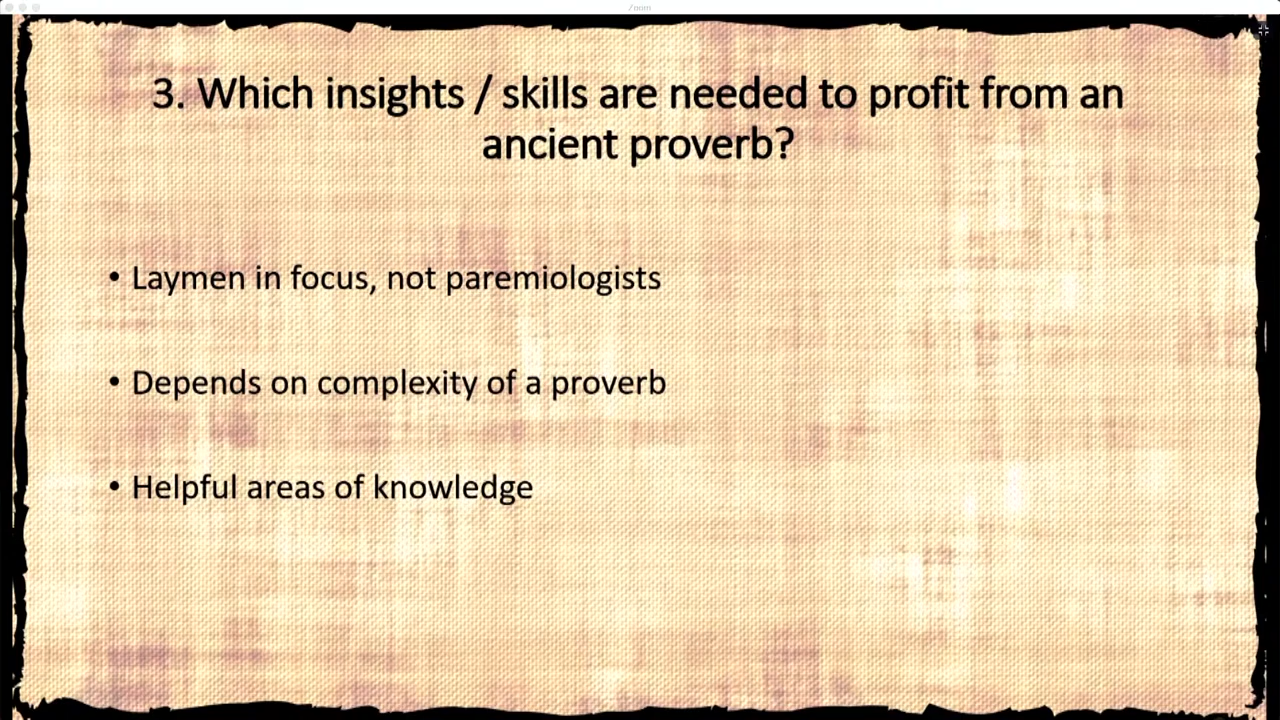 3. Which insights / skills are needed to profit from an
ancient proverb?
• Laymen in focus, not paremiologists
• Depends on complexity of a proverb
• Helpful areas of knowledge